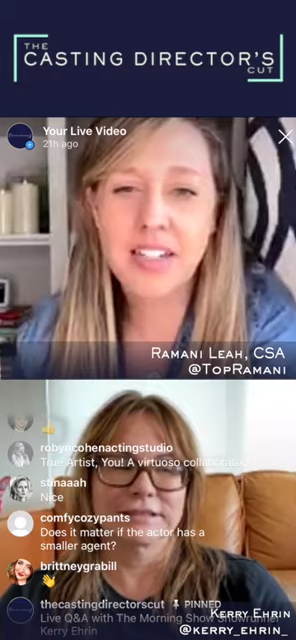 THE
CASTING DIRECTOR'S
CUT
Your Live Video
21h ago
RAMANI LEAH, CSA
@TOPRAMANI
robyncohenactingstudio
True Artist, You! A virtuoso
stinaaah
Nice
comfycozypants
Does it matter if the actor has a
smaller agent?
brittneygrabill
👋
thecastingdirectorscut PINNED
Live Q&A with The Morning Show Showrunner
Kerry Ehrin
KERRY EHRIN
@KERRY_EHRIN